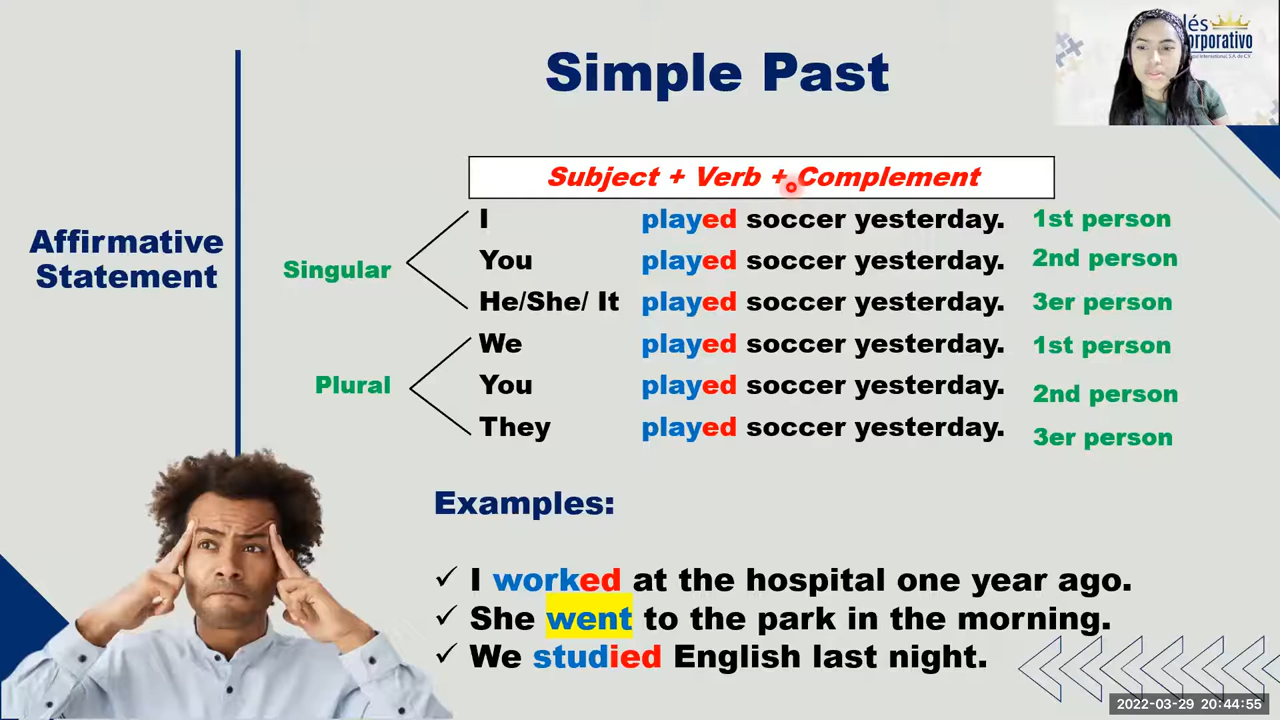 Simple Past
lés
orporativo
Subject + Verb + Complement
Affirmative
Statement
Singular
I played soccer yesterday. 1st person
You played soccer yesterday. 2nd person
He/She/ It played soccer yesterday. 3er person
Plural
We played soccer yesterday. 1st person
You played soccer yesterday. 2nd person
They played soccer yesterday. 3er person
Examples:
✓ I worked at the hospital one year ago.
✓ She went to the park in the morning.
✓ We studied English last night.
2022-03-29 20:44:55